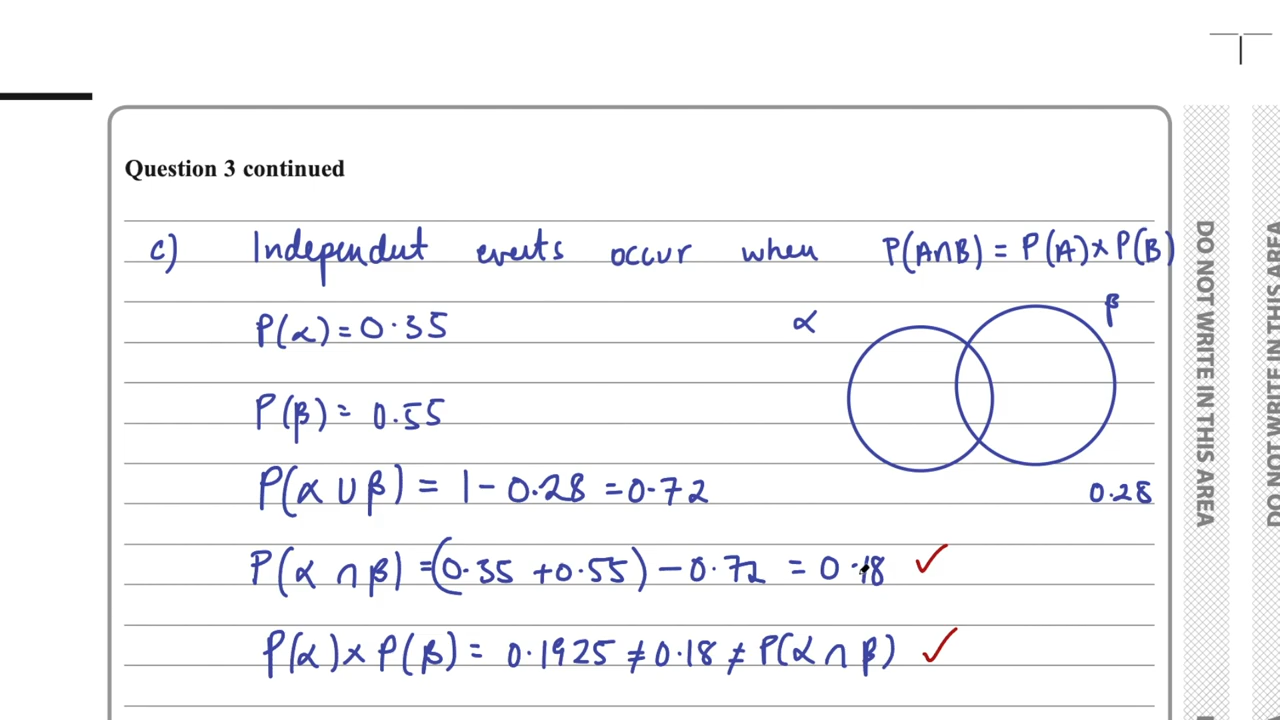 Question 3 continued
c) Independent events occur when P(A∩B) = P(A)×P(B)
P(α) = 0.35
α
β
P(β) = 0.55
P(α ∪ β) = 1 - 0.28 = 0.72
0.28
P(α ∩ β) = (0.35 + 0.55) - 0.72 = 0.18 ✓
P(α) × P(β) = 0.1925 ≠ 0.18 ≠ P(α ∩ β) ✓
DO NOT WRITE IN THIS AREA
DO NOT WRITE IN THIS AREA